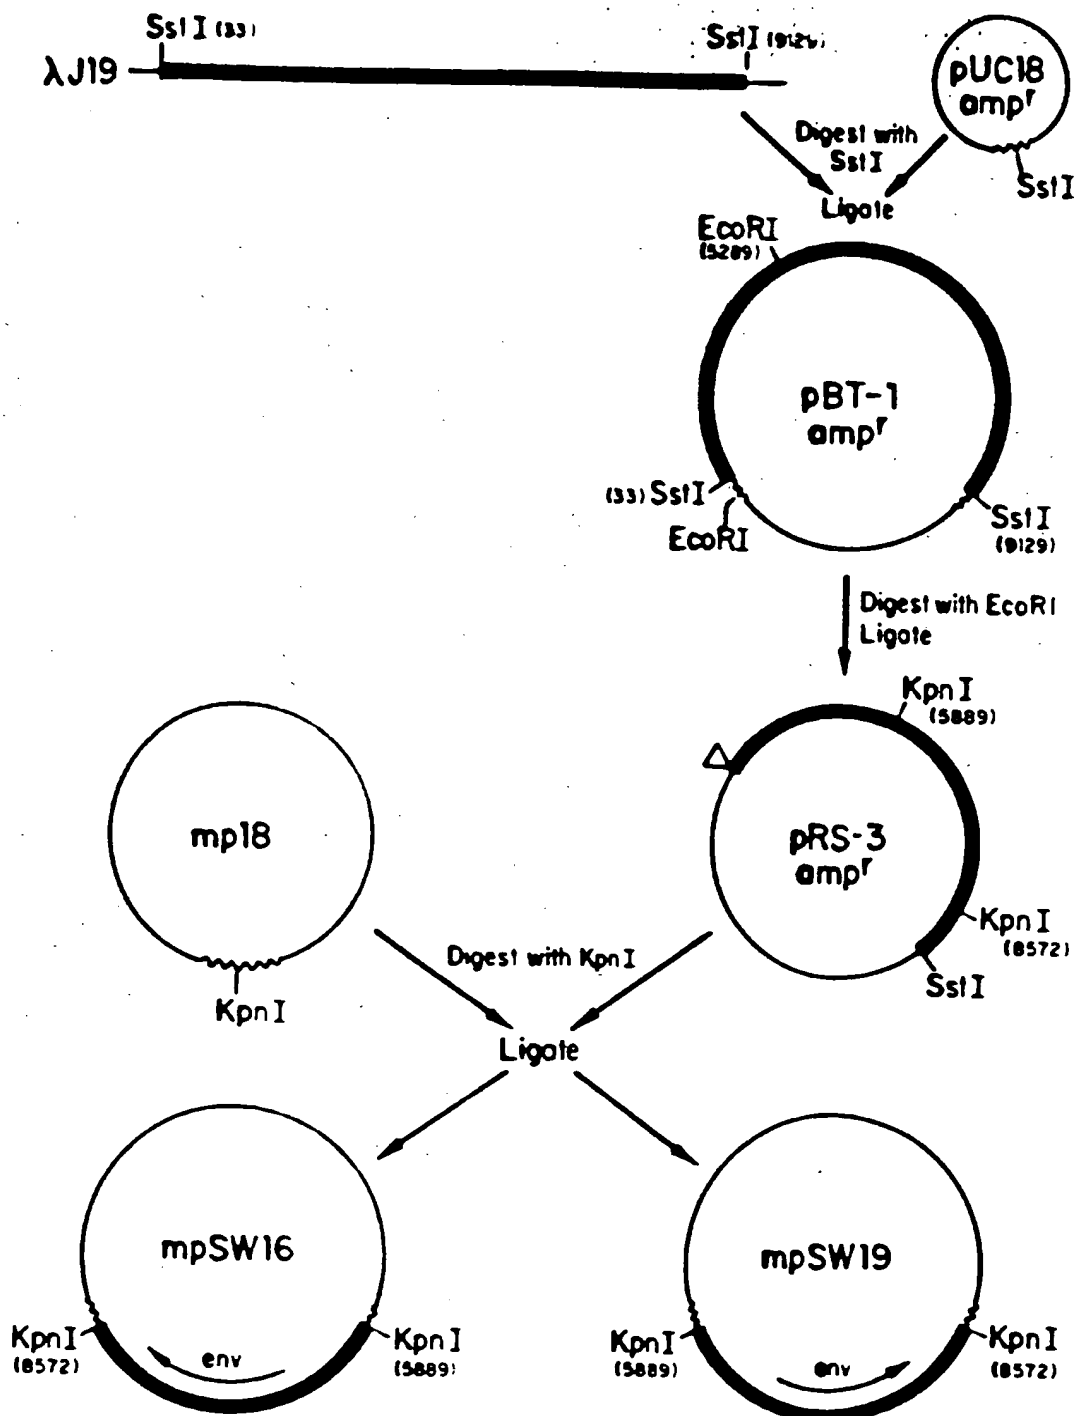 SstI (33)
SstI (9129)
λJ19
pUC18
ampʳ
Digest with
SstI
SstI
Ligate
EcoRI
(5289)
pBT-1
ampʳ
(33) SstI
EcoRI
SstI
(9129)
Digest with EcoRI
Ligate
KpnI
(5889)
Δ
mp18
pRS-3
ampʳ
KpnI
(8572)
SstI
Digest with KpnI
KpnI
Ligate
mpSW16
mpSW19
KpnI
(8572)
env
KpnI
(5889)
KpnI
(5889)
env
KpnI
(8572)